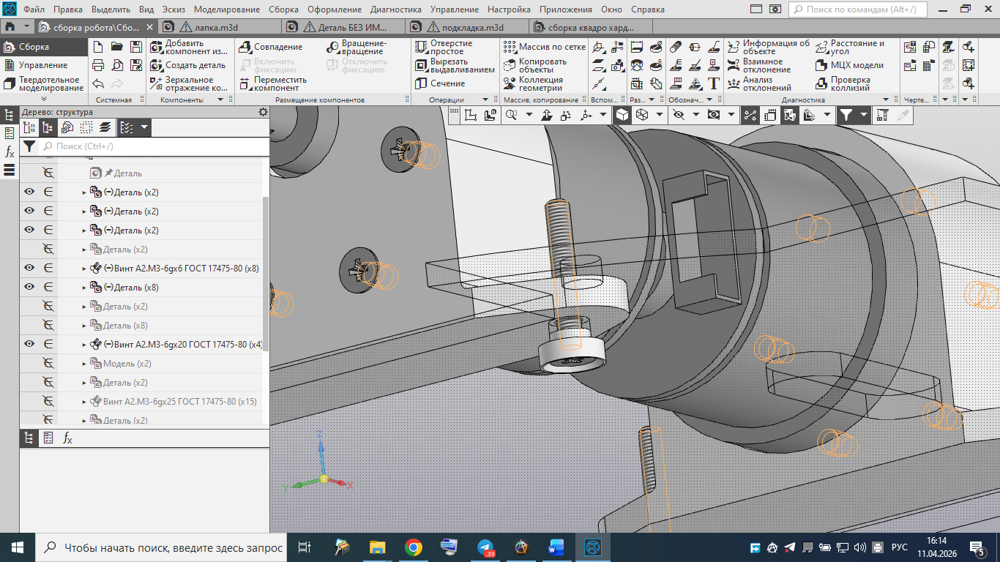 Файл Правка Выделить Вид Эскиз Моделирование Сборка Оформление Диагностика Управление Настройка Приложения Окно Справка
Поиск по командам (Alt+/)
сборка робота\Сбо... лапка.m3d Деталь БЕЗ ИМ... подкладка.m3d сборка квадро хард...
Сборка
Управление
Твердотельное
моделирование
Системная
Добавить
компонент из...
Создать деталь
Зеркальное
отражение ко...
Компоненты
Совпадение
Включить
фиксацию
Переместить
компонент
Вращение-
вращение
Отключить
фиксацию
Размещение компонентов
Отверстие
простое
Вырезать
выдавливанием
Сечение
Операции
Массив по сетке
Копировать
объекты
Коллекция
геометрии
Массив, копирование
Вспом...
Раз...
Обознач...
Информация об
объекте
Взаимное
отклонение
Анализ
отклонений
Расстояние и
угол
МЦХ модели
Проверка
коллизий
Диагностика
Черте...
Дерево: структура
Поиск (Ctrl+/)
Деталь
(−)Деталь (x2)
(−)Деталь (x2)
(−)Деталь (x2)
Деталь (x2)
(−)Винт А2.М3-6gx6 ГОСТ 17475-80 (x8)
(−)Деталь (x8)
Деталь (x2)
Деталь (x8)
(−)Винт А2.М3-6gx20 ГОСТ 17475-80 (x4)
Модель (x2)
Деталь (x2)
Винт А2.М3-6gx25 ГОСТ 17475-80 (x15)
Деталь (x2)
Z
Y
X
Чтобы начать поиск, введите здесь запрос
39
РУС
16:14
11.04.2026
5